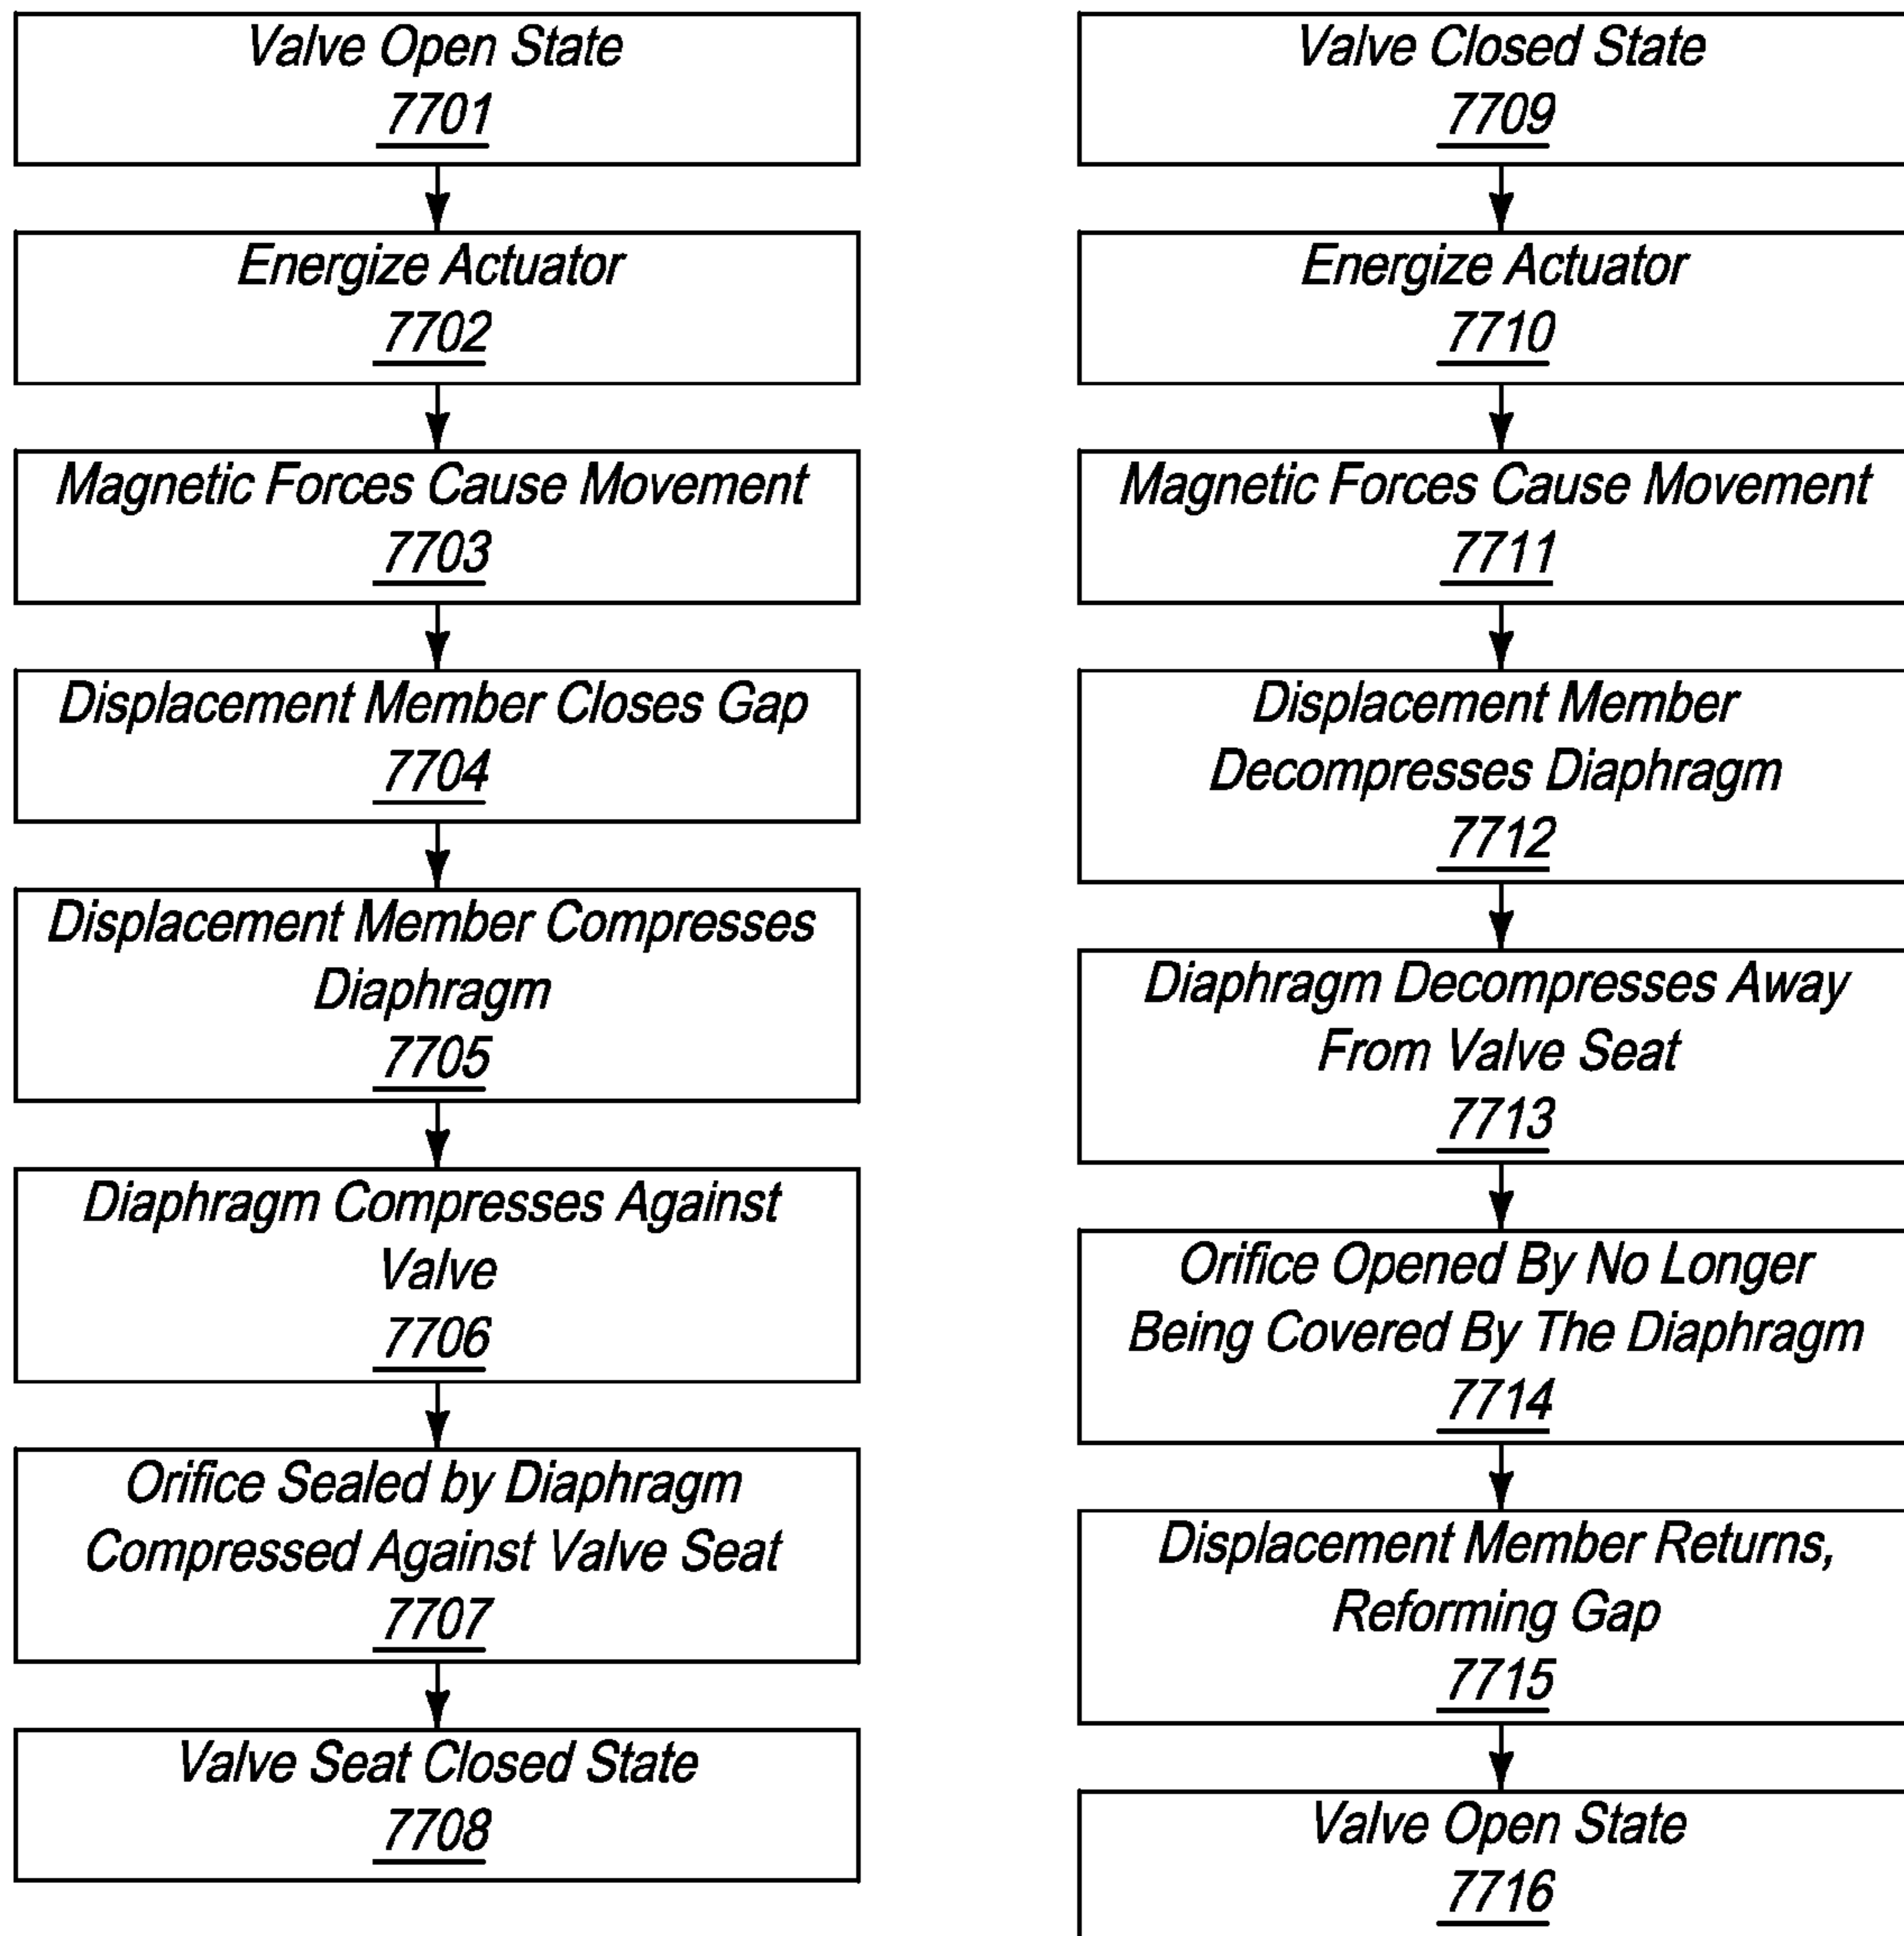 Valve Open State
7701
Energize Actuator
7702
Magnetic Forces Cause Movement
7703
Displacement Member Closes Gap
7704
Displacement Member Compresses
Diaphragm
7705
Diaphragm Compresses Against
Valve
7706
Orifice Sealed by Diaphragm
Compressed Against Valve Seat
7707
Valve Seat Closed State
7708
Valve Closed State
7709
Energize Actuator
7710
Magnetic Forces Cause Movement
7711
Displacement Member
Decompresses Diaphragm
7712
Diaphragm Decompresses Away
From Valve Seat
7713
Orifice Opened By No Longer
Being Covered By The Diaphragm
7714
Displacement Member Returns,
Reforming Gap
7715
Valve Open State
7716